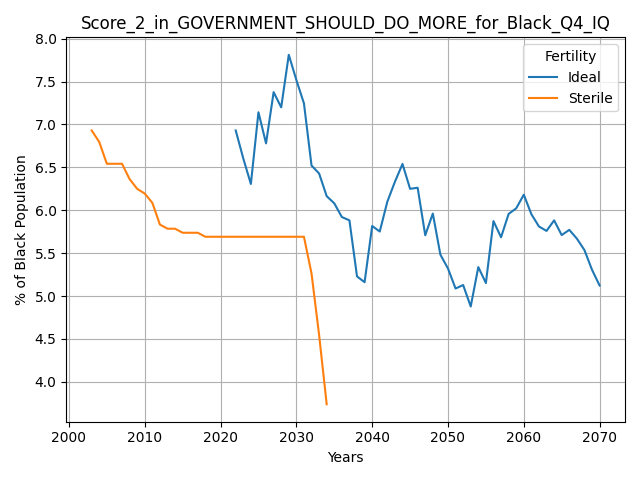 Score_2_in_GOVERNMENT_SHOULD_DO_MORE_for_Black_Q4_IQ
8.0
7.5
7.0
6.5
6.0
5.5
5.0
4.5
4.0
% of Black Population
Fertility
Ideal
Sterile
2000 2010 2020 2030 2040 2050 2060 2070
Years